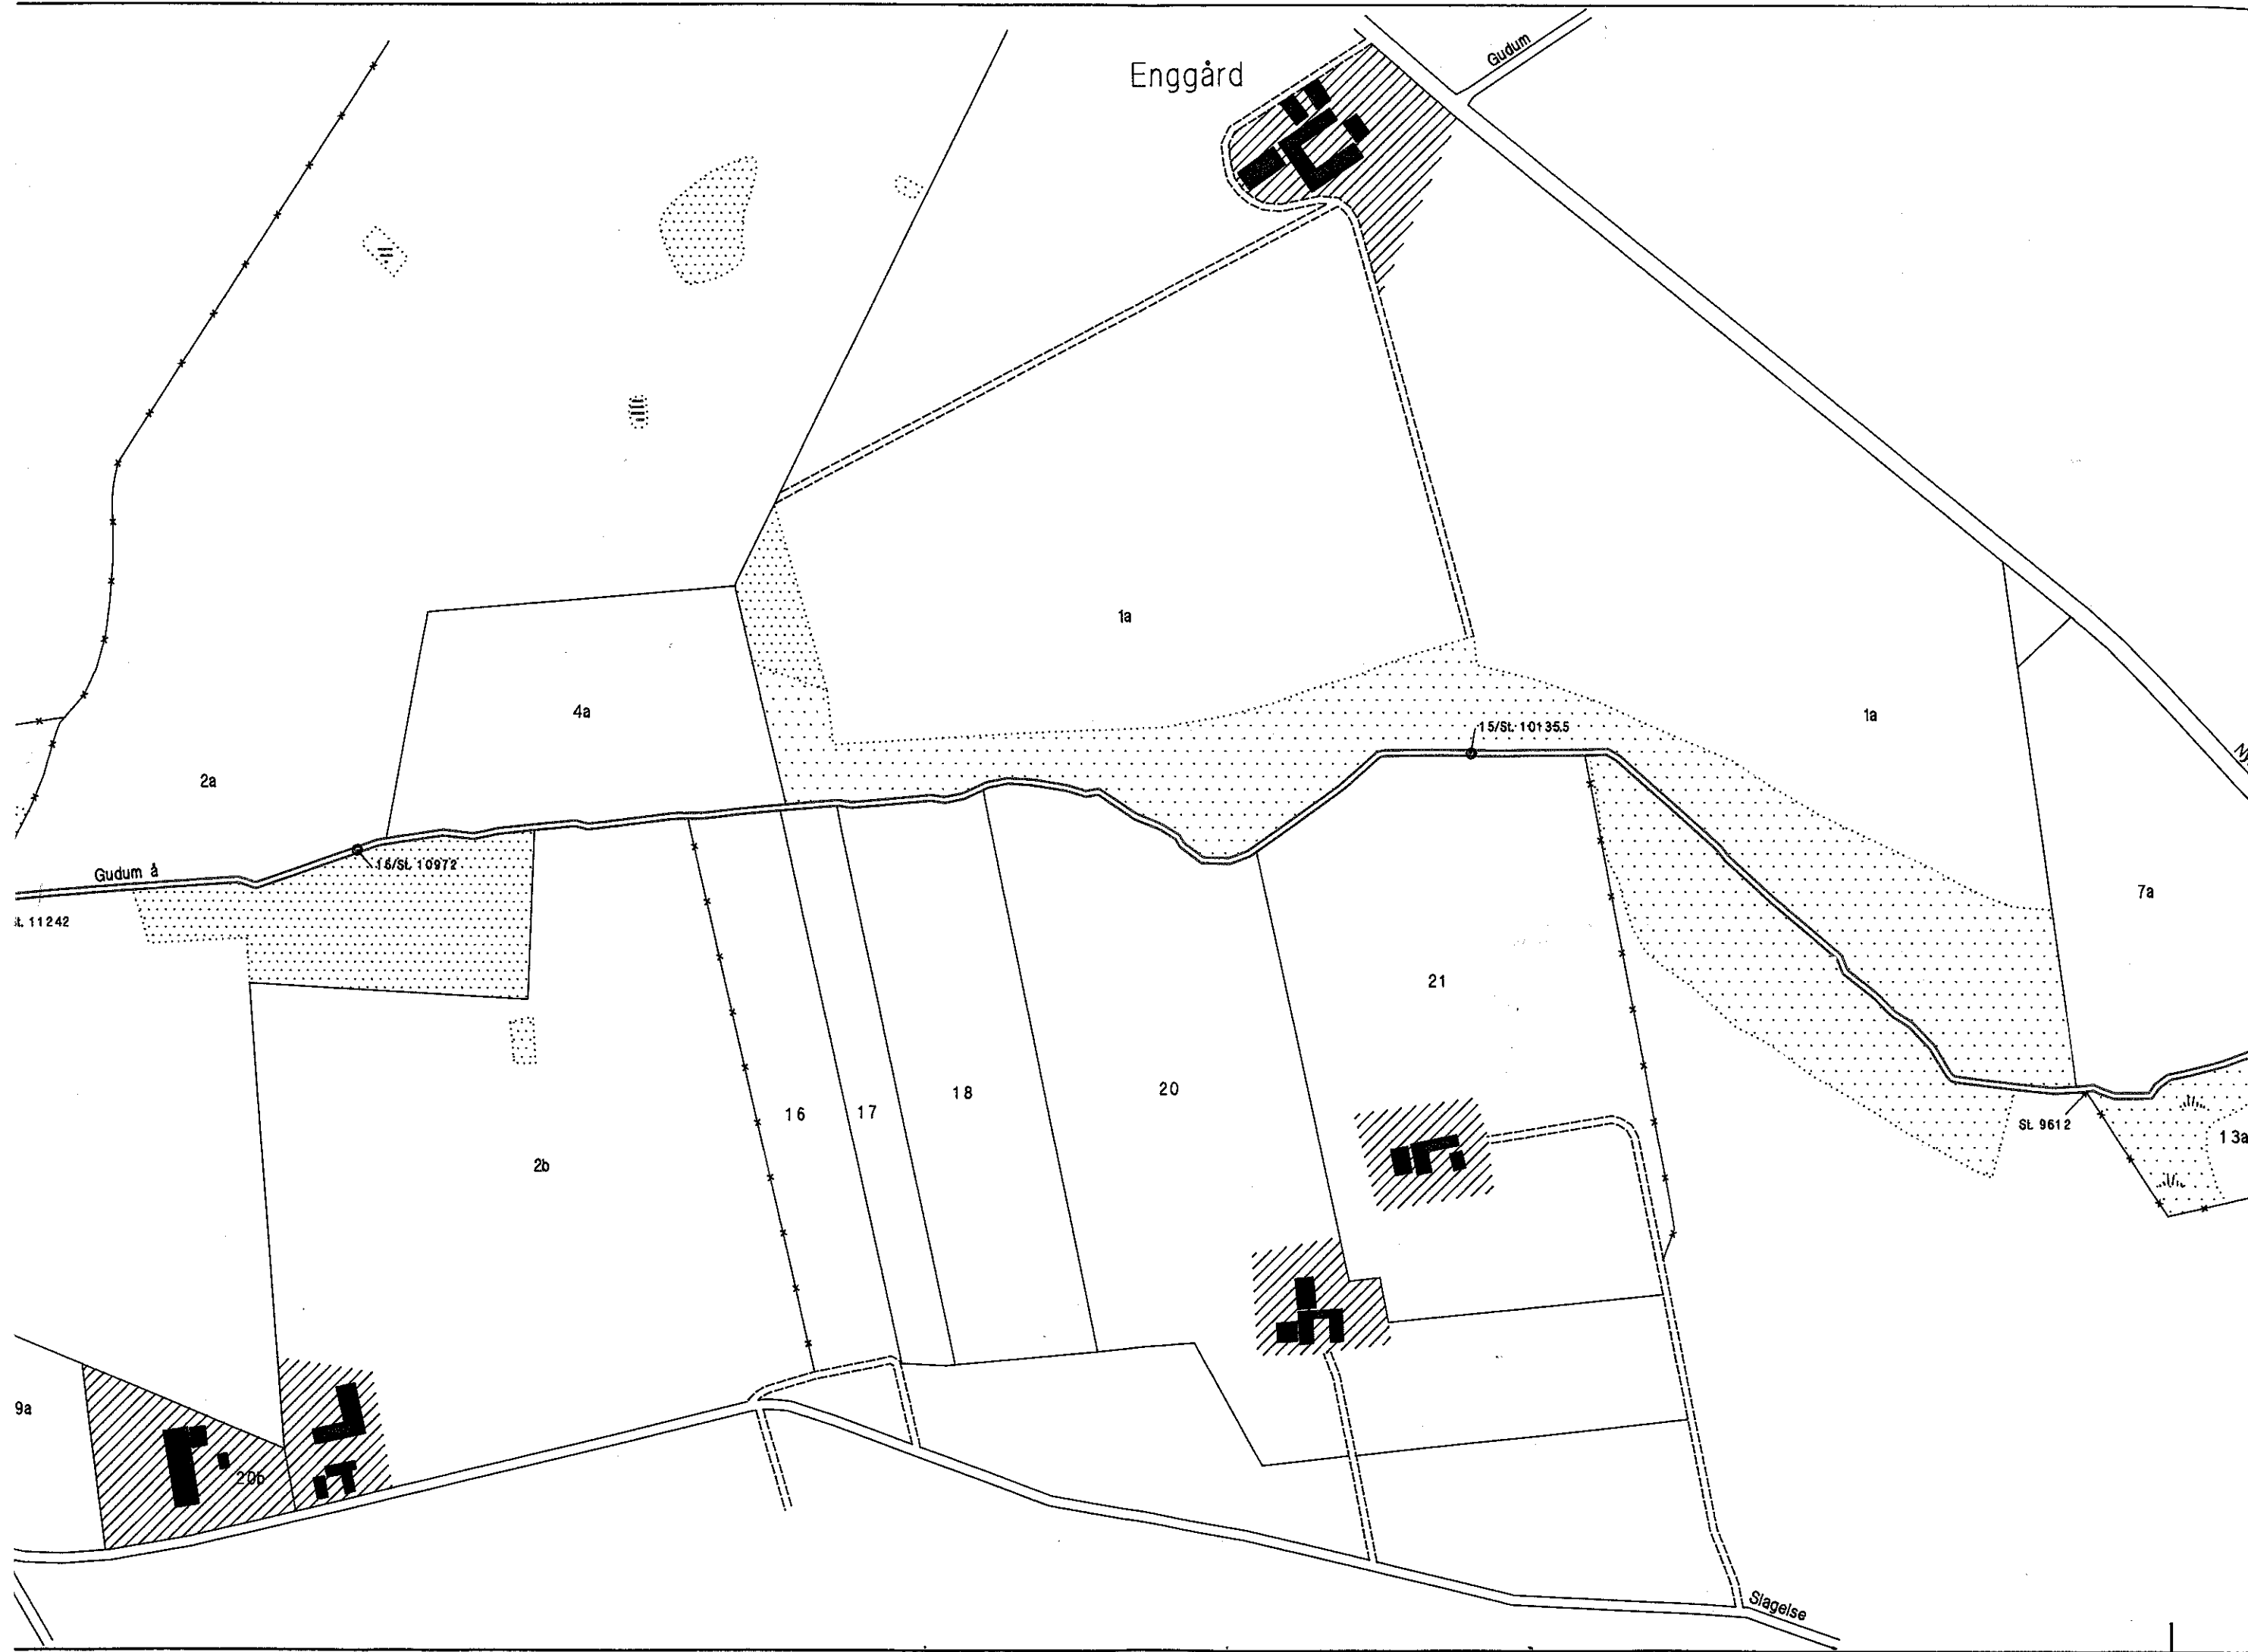 Gudum
Enggård
1a
4a
1a
15/St. 10135.5
2a
16/St. 10972
Gudum å
7a
St. 11242
21
20
18
17
16
St. 9612
13a
2b
9a
20b
Slagelse